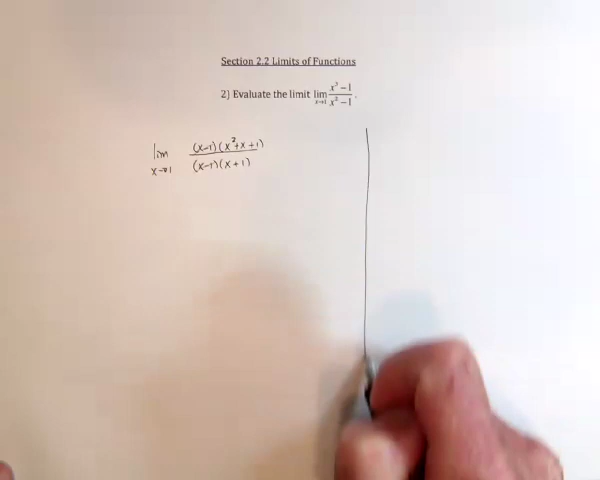 Section 2.2 Limits of Functions
2) Evaluate the limit lim x→1 (x³ − 1)/(x² − 1).
lim x→1 (x−1)(x²+x+1)/(x−1)(x+1)